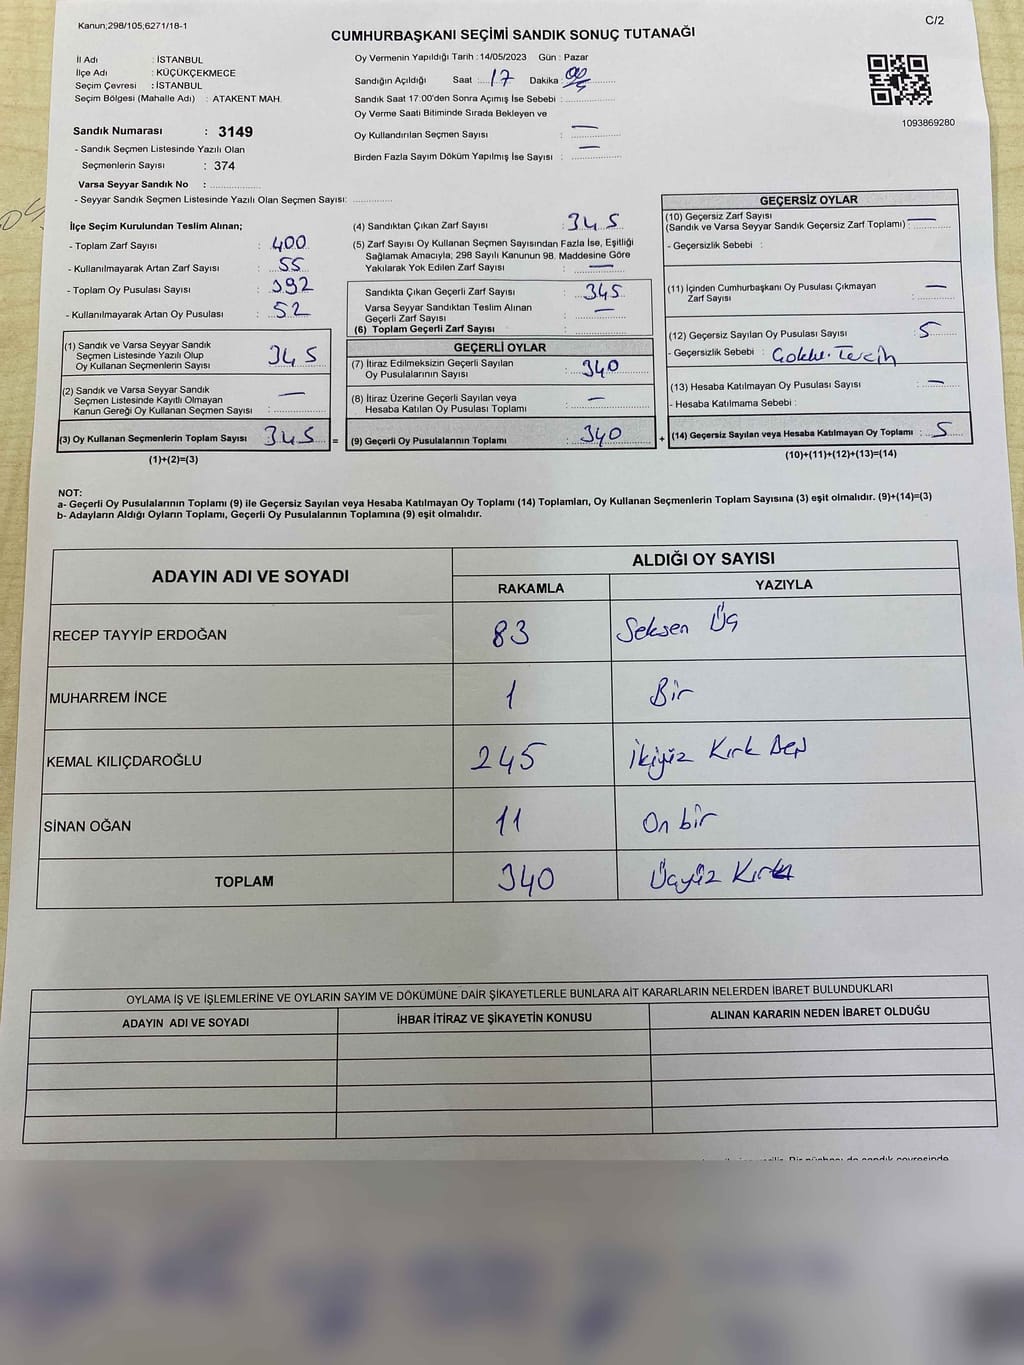 Kanun;298/105;6271/18-1
C/2
CUMHURBAŞKANI SEÇİMİ SANDIK SONUÇ TUTANAĞI
İl Adı : İSTANBUL
İlçe Adı : KÜÇÜKÇEKMECE
Seçim Çevresi : İSTANBUL
Seçim Bölgesi (Mahalle Adı) : ATAKENT MAH.
Sandık Numarası : 3149
- Sandık Seçmen Listesinde Yazılı Olan
Seçmenlerin Sayısı : 374
Varsa Seyyar Sandık No :
- Seyyar Sandık Seçmen Listesinde Yazılı Olan Seçmen Sayısı:
Oy Vermenin Yapıldığı Tarih : 14/05/2023 Gün : Pazar
Sandığın Açıldığı Saat : 17 Dakika :
Sandık Saat 17:00'den Sonra Açımış İse Sebebi :
Oy Verme Saati Bitiminde Sırada Bekleyen ve
Oy Kullandırılan Seçmen Sayısı : —
Birden Fazla Sayım Döküm Yapılmış İse Sayısı : —
1093869280
İlçe Seçim Kurulundan Teslim Alınan;
- Toplam Zarf Sayısı : 400
- Kullanılmayarak Artan Zarf Sayısı : 55
- Toplam Oy Pusulası Sayısı : 392
- Kullanılmayarak Artan Oy Pusulası : 52
(1) Sandık ve Varsa Seyyar Sandık
Seçmen Listesinde Yazılı Olup
Oy Kullanan Seçmenlerin Sayısı 345
(2) Sandık ve Varsa Seyyar Sandık
Seçmen Listesinde Kayıtlı Olmayan
Kanun Gereği Oy Kullanan Seçmen Sayısı : —
(3) Oy Kullanan Seçmenlerin Toplam Sayısı 345 =
(1)+(2)=(3)
(4) Sandıktan Çıkan Zarf Sayısı : 345
(5) Zarf Sayısı Oy Kullanan Seçmen Sayısından Fazla İse, Eşitliği
Sağlamak Amacıyla; 298 Sayılı Kanunun 98. Maddesine Göre
Yakılarak Yok Edilen Zarf Sayısı : —
Sandıkta Çıkan Geçerli Zarf Sayısı : 345
Varsa Seyyar Sandıktan Teslim Alınan
Geçerli Zarf Sayısı : —
(6) Toplam Geçerli Zarf Sayısı :
GEÇERLİ OYLAR
(7) İtiraz Edilmeksizin Geçerli Sayılan
Oy Pusulalarının Sayısı : 340
(8) İtiraz Üzerine Geçerli Sayılan veya
Hesaba Katılan Oy Pusulası Toplamı : —
(9) Geçerli Oy Pusulalarının Toplamı : 340 +
GEÇERSİZ OYLAR
(10) Geçersiz Zarf Sayısı
(Sandık ve Varsa Seyyar Sandık Geçersiz Zarf Toplamı) : —
- Geçersizlik Sebebi :
(11) İçinden Cumhurbaşkanı Oy Pusulası Çıkmayan
Zarf Sayısı : —
(12) Geçersiz Sayılan Oy Pusulası Sayısı : 5
- Geçersizlik Sebebi : Çoklu Tercih
(13) Hesaba Katılmayan Oy Pusulası Sayısı : —
- Hesaba Katılmama Sebebi :
(14) Geçersiz Sayılan veya Hesaba Katılmayan Oy Toplamı : 5
(10)+(11)+(12)+(13)=(14)
NOT:
a- Geçerli Oy Pusulalarının Toplamı (9) ile Geçersiz Sayılan veya Hesaba Katılmayan Oy Toplamı (14) Toplamları, Oy Kullanan Seçmenlerin Toplam Sayısına (3) eşit olmalıdır. (9)+(14)=(3)
b- Adayların Aldığı Oyların Toplamı, Geçerli Oy Pusulalarının Toplamına (9) eşit olmalıdır.
ADAYIN ADI VE SOYADI
ALDIĞI OY SAYISI
RAKAMLA YAZIYLA
RECEP TAYYİP ERDOĞAN 83 Seksen Üç
MUHARREM İNCE 1 Bir
KEMAL KILIÇDAROĞLU 245 İkiyüz Kırk Beş
SİNAN OĞAN 11 On bir
TOPLAM 340 Üçyüz Kırk
OYLAMA İŞ VE İŞLEMLERİNE VE OYLARIN SAYIM VE DÖKÜMÜNE DAİR ŞİKAYETLERLE BUNLARA AİT KARARLARIN NELERDEN İBARET BULUNDUKLARI
ADAYIN ADI VE SOYADI İHBAR İTİRAZ VE ŞİKAYETİN KONUSU ALINAN KARARIN NEDEN İBARET OLDUĞU